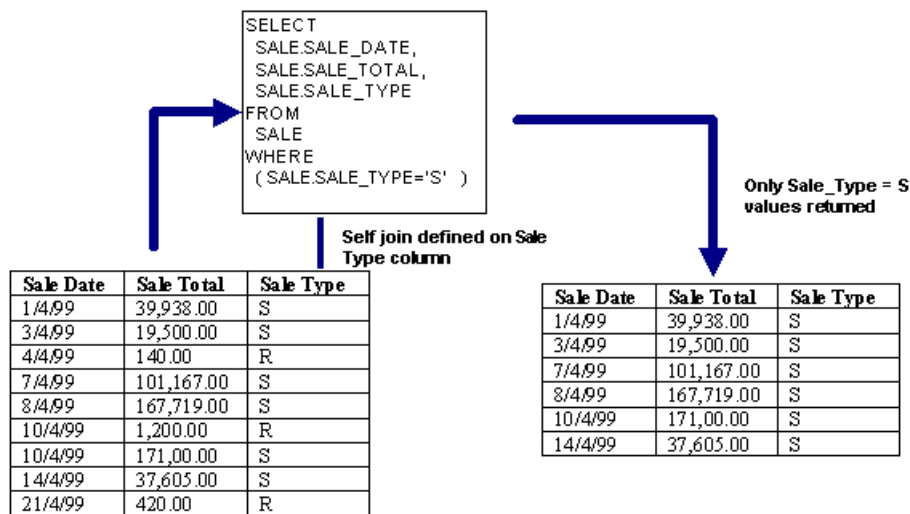 SELECT
SALE.SALE_DATE,
SALE.SALE_TOTAL,
SALE.SALE_TYPE
FROM
SALE
WHERE
( SALE.SALE_TYPE='S' )
Self join defined on Sale
Type column
Only Sale_Type = S
values returned
Sale Date Sale Total Sale Type
1/4/99 39,938.00 S
3/4/99 19,500.00 S
4/4/99 140.00 R
7/4/99 101,167.00 S
8/4/99 167,719.00 S
10/4/99 1,200.00 R
10/4/99 171,00.00 S
14/4/99 37,605.00 S
21/4/99 420.00 R
Sale Date Sale Total Sale Type
1/4/99 39,938.00 S
3/4/99 19,500.00 S
7/4/99 101,167.00 S
8/4/99 167,719.00 S
10/4/99 171,00.00 S
14/4/99 37,605.00 S